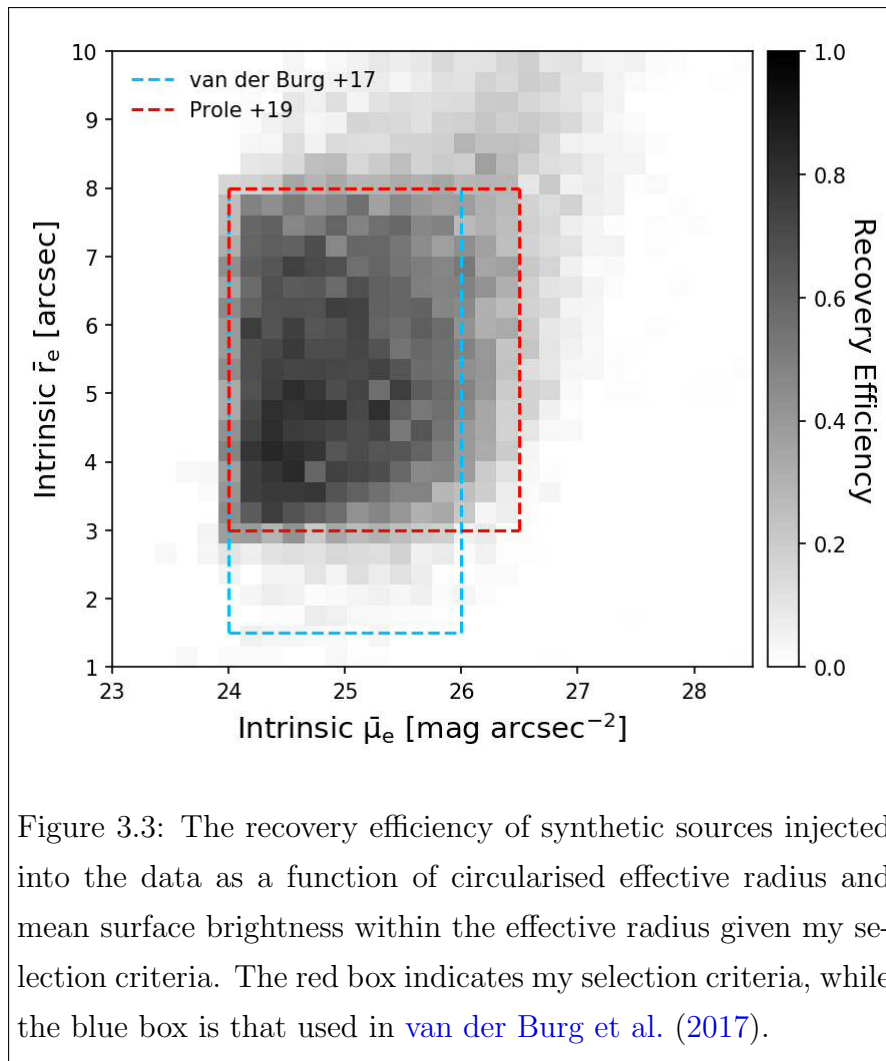 10
9
8
7
6
5
4
3
2
1
Intrinsic r̄e [arcsec]
van der Burg +17
Prole +19
23
24
25
26
27
28
Intrinsic μ̄e [mag arcsec−2]
1.0
0.8
0.6
0.4
0.2
0.0
Recovery Efficiency
Figure 3.3: The recovery efficiency of synthetic sources injected
into the data as a function of circularised effective radius and
mean surface brightness within the effective radius given my se-
lection criteria. The red box indicates my selection criteria, while
the blue box is that used in van der Burg et al. (2017).